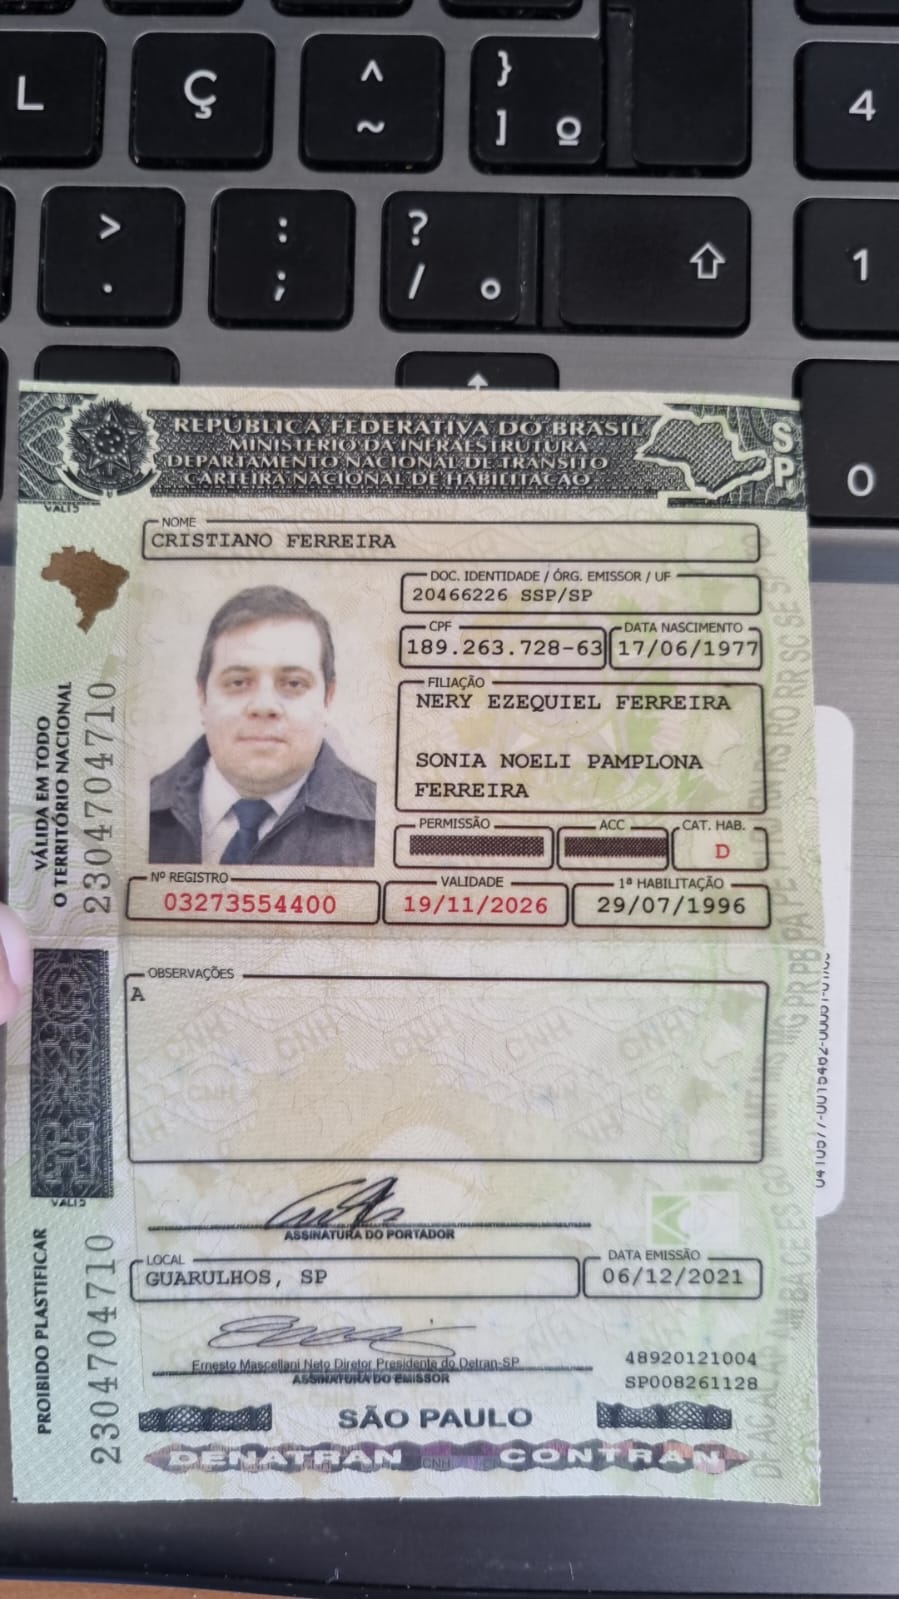 L
Ç
^
~
}
]
º
4
>
.
:
;
?
/
°
1
0
REPÚBLICA FEDERATIVA DO BRASIL
MINISTÉRIO DA INFRAESTRUTURA
DEPARTAMENTO NACIONAL DE TRÂNSITO
CARTEIRA NACIONAL DE HABILITAÇÃO
SP
NOME
CRISTIANO FERREIRA
DOC. IDENTIDADE / ÓRG. EMISSOR / UF
20466226 SSP/SP
CPF
189.263.728-63
DATA NASCIMENTO
17/06/1977
FILIAÇÃO
NERY EZEQUIEL FERREIRA
SONIA NOELI PAMPLONA
FERREIRA
PERMISSÃO
ACC
CAT. HAB.
D
Nº REGISTRO
03273554400
VALIDADE
19/11/2026
1ª HABILITAÇÃO
29/07/1996
VÁLIDA EM TODO
O TERRITÓRIO NACIONAL
2304704710
OBSERVAÇÕES
A
ASSINATURA DO PORTADOR
LOCAL
GUARULHOS, SP
DATA EMISSÃO
06/12/2021
Ernesto Mascellani Neto Diretor Presidente do Detran-SP
ASSINATURA DO EMISSOR
48920121004
SP008261128
PROIBIDO PLASTIFICAR
2304704710
SÃO PAULO
DENATRAN CNH CONTRAN